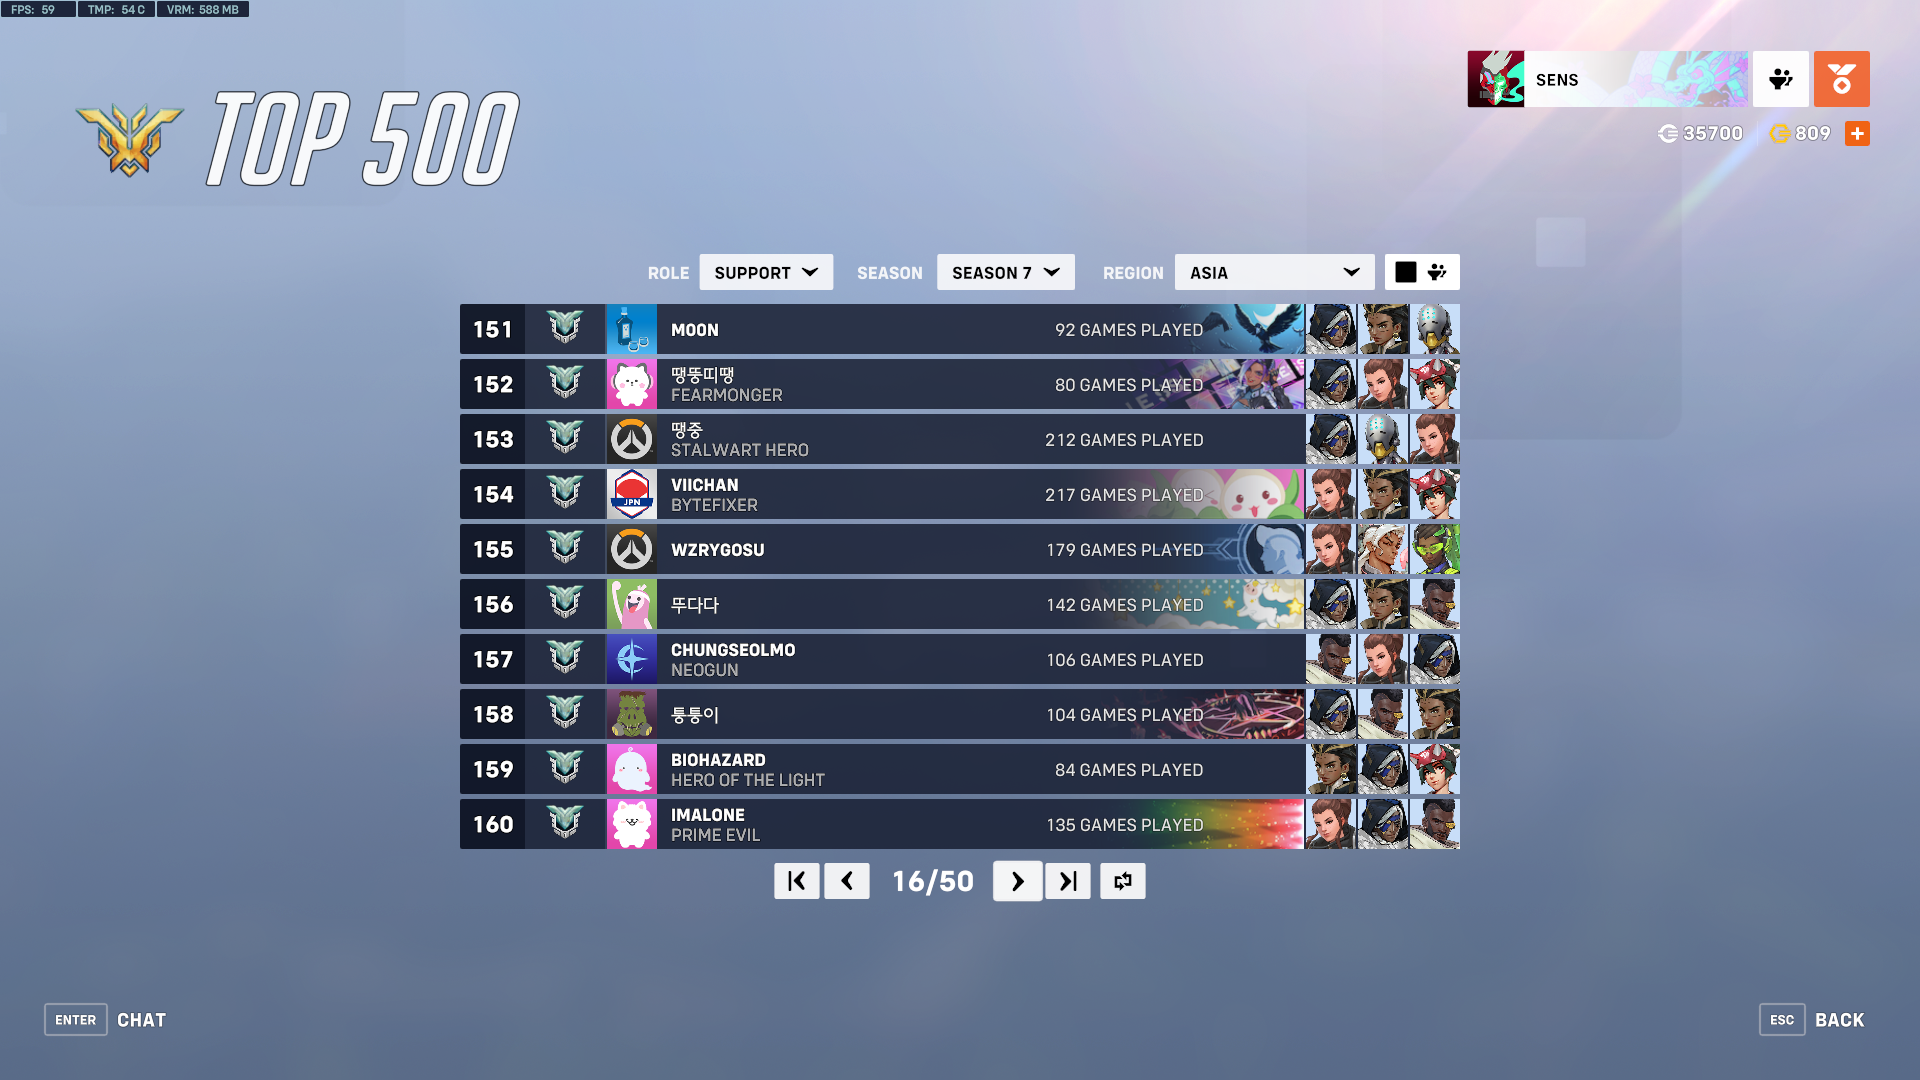 FPS: 59 TMP: 54 C VRM: 588 MB
TOP 500
SENS
35700 809
ROLE SUPPORT SEASON SEASON 7 REGION ASIA
151 MOON 92 GAMES PLAYED
152 땡뚱띠땡 80 GAMES PLAYED
FEARMONGER
153 땡중 212 GAMES PLAYED
STALWART HERO
154 VIICHAN 217 GAMES PLAYED
BYTEFIXER
JPN
155 WZRYGOSU 179 GAMES PLAYED
156 뚜다다 142 GAMES PLAYED
157 CHUNGSEOLMO 106 GAMES PLAYED
NEOGUN
158 틍틍이 104 GAMES PLAYED
159 BIOHAZARD 84 GAMES PLAYED
HERO OF THE LIGHT
160 IMALONE 135 GAMES PLAYED
PRIME EVIL
16/50
ENTER CHAT
ESC BACK